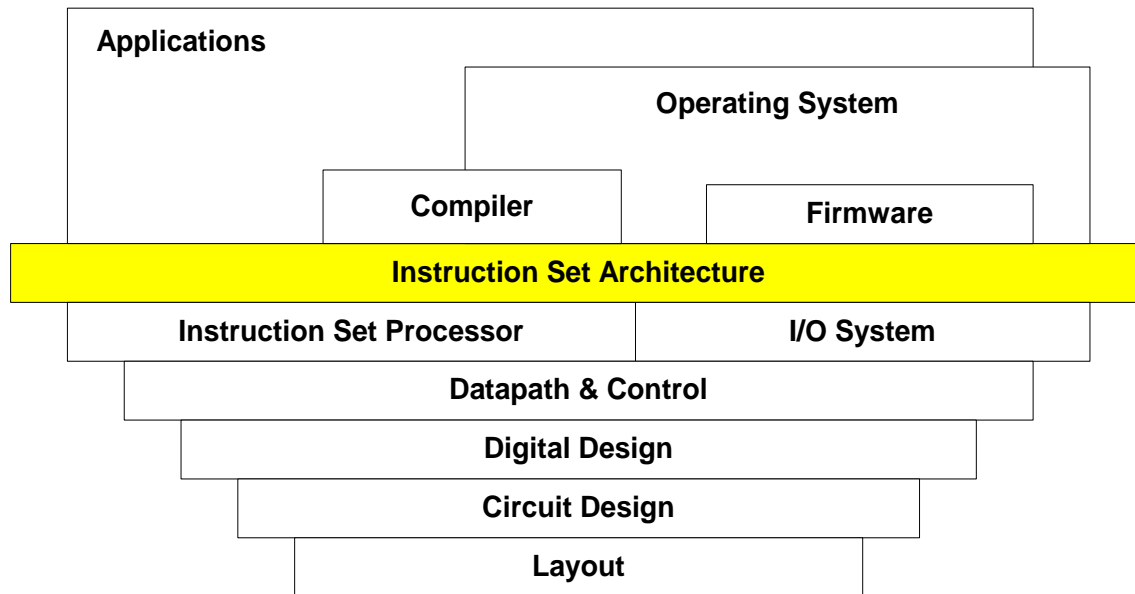 Applications
Operating System
Compiler
Firmware
Instruction Set Architecture
Instruction Set Processor
I/O System
Datapath & Control
Digital Design
Circuit Design
Layout